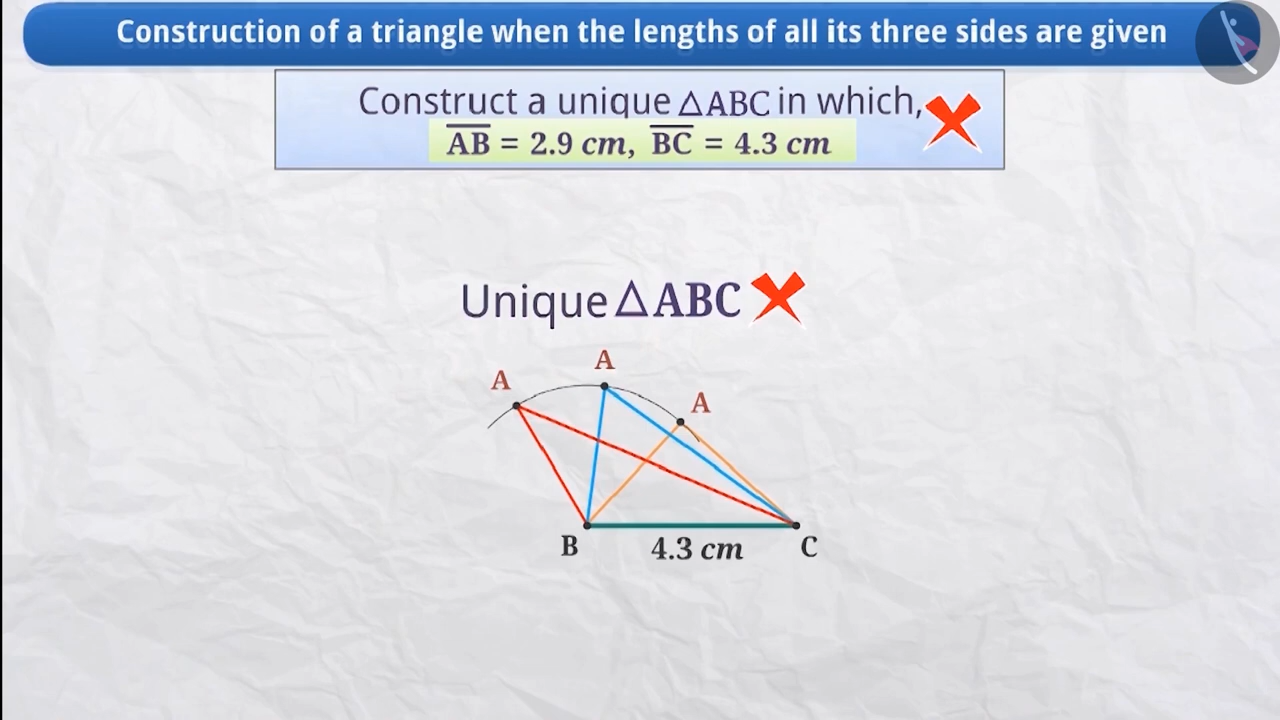 Construction of a triangle when the lengths of all its three sides are given
Construct a unique △ABC in which,
AB = 2.9 cm, BC = 4.3 cm
Unique △ABC
A
A
A
B
4.3 cm
C